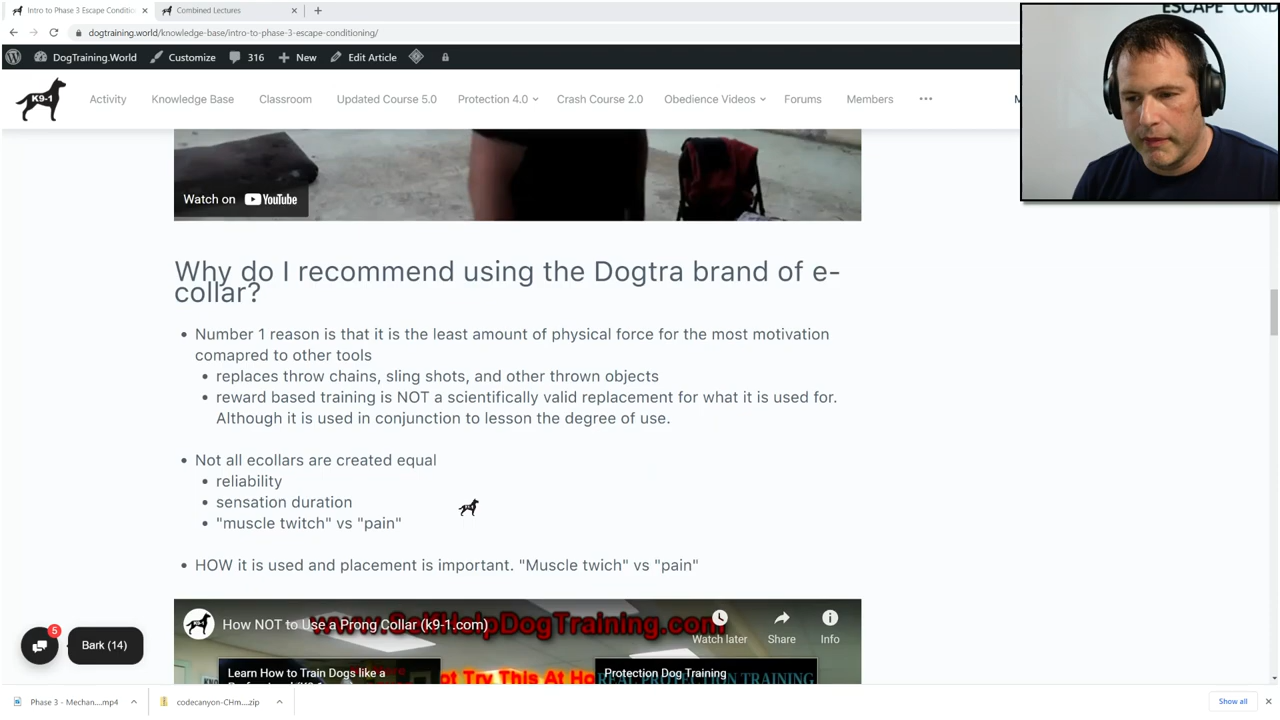 Intro to Phase 3 Escape Conditio
Combined Lectures
dogtraining.world/knowledge-base/intro-to-phase-3-escape-conditioning/
DogTraining.World
Customize
316
New
Edit Article
K9-1
Activity
Knowledge Base
Classroom
Updated Course 5.0
Protection 4.0
Crash Course 2.0
Obedience Videos
Forums
Members
ESCAPE COND
Watch on YouTube
Why do I recommend using the Dogtra brand of e-
collar?
Number 1 reason is that it is the least amount of physical force for the most motivation
comapred to other tools
replaces throw chains, sling shots, and other thrown objects
reward based training is NOT a scientifically valid replacement for what it is used for.
Although it is used in conjunction to lesson the degree of use.
Not all ecollars are created equal
reliability
sensation duration
"muscle twitch" vs "pain"
HOW it is used and placement is important. "Muscle twich" vs "pain"
How NOT to Use a Prong Collar (k9-1.com)
Watch later
Share
Info
Learn How to Train Dogs like a
ot Try This At Ho
Protection Dog Training
REAL PROTECTION TRAINING
5
Bark (14)
Phase 3 - Mechan....mp4
codecanyon-CHm....zip
Show all